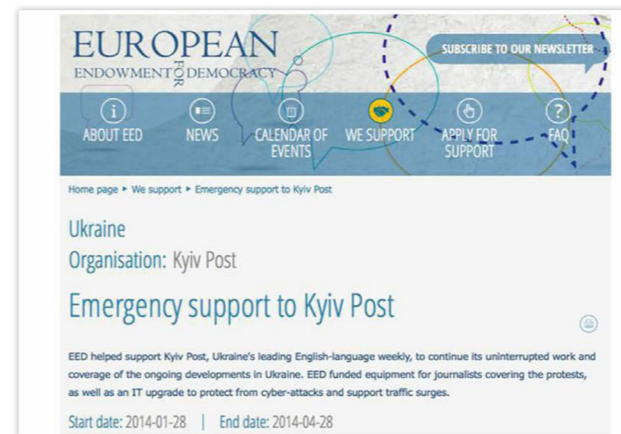 EUROPEAN
ENDOWMENT FOR DEMOCRACY
SUBSCRIBE TO OUR NEWSLETTER
ABOUT EED
NEWS
CALENDAR OF
EVENTS
WE SUPPORT
APPLY FOR
SUPPORT
FAQ
Home page ▸ We support ▸ Emergency support to Kyiv Post
Ukraine
Organisation: Kyiv Post
Emergency support to Kyiv Post
EED helped support Kyiv Post, Ukraine's leading English-language weekly, to continue its uninterrupted work and
coverage of the ongoing developments in Ukraine. EED funded equipment for journalists covering the protests,
as well as an IT upgrade to protect from cyber-attacks and support traffic surges.
Start date: 2014-01-28 | End date: 2014-04-28